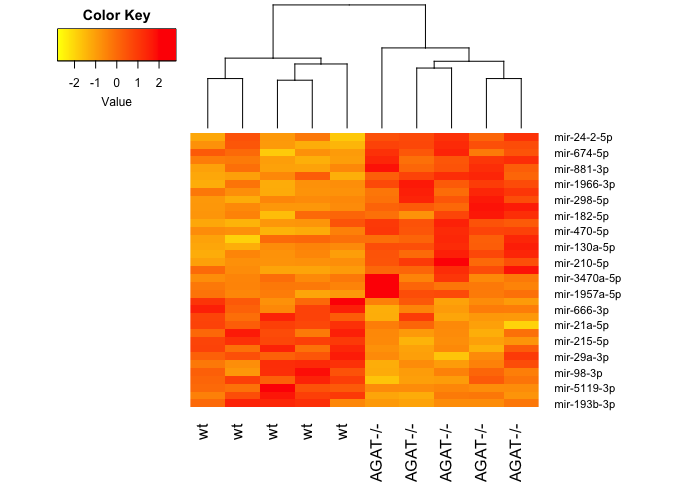 Color Key
-2 -1 0 1 2
Value
mir-24-2-5p
mir-674-5p
mir-881-3p
mir-1966-3p
mir-298-5p
mir-182-5p
mir-470-5p
mir-130a-5p
mir-210-5p
mir-3470a-5p
mir-1957a-5p
mir-666-3p
mir-21a-5p
mir-215-5p
mir-29a-3p
mir-98-3p
mir-5119-3p
mir-193b-3p
wt
wt
wt
wt
wt
AGAT-/-
AGAT-/-
AGAT-/-
AGAT-/-
AGAT-/-